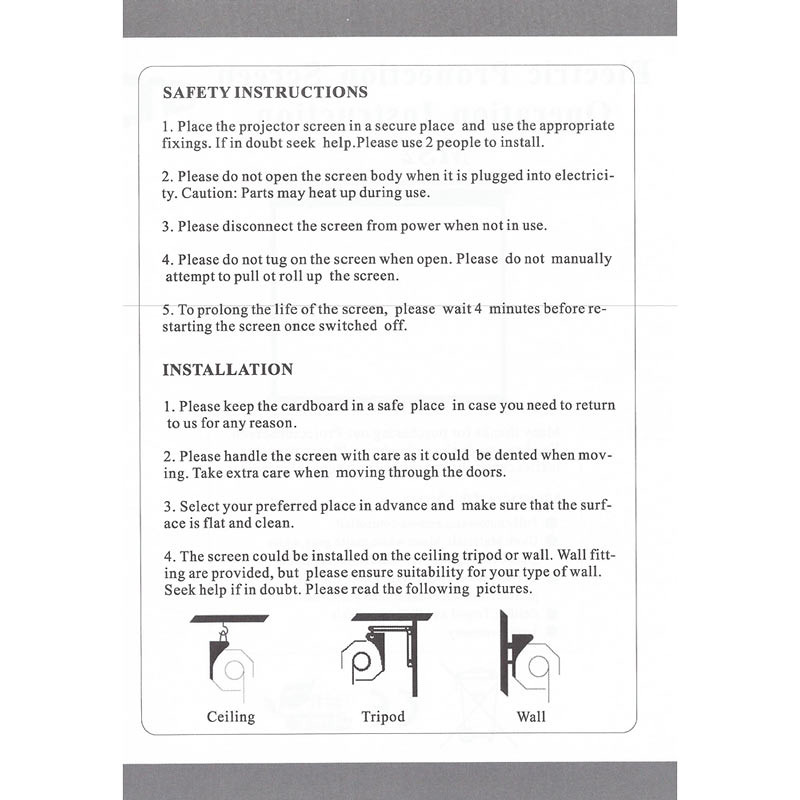 SAFETY INSTRUCTIONS
1. Place the projector screen in a secure place and use the appropriate
fixings. If in doubt seek help.Please use 2 people to install.
2. Please do not open the screen body when it is plugged into electrici-
ty. Caution: Parts may heat up during use.
3. Please disconnect the screen from power when not in use.
4. Please do not tug on the screen when open. Please do not manually
attempt to pull ot roll up the screen.
5. To prolong the life of the screen, please wait 4 minutes before re-
starting the screen once switched off.
INSTALLATION
1. Please keep the cardboard in a safe place in case you need to return
to us for any reason.
2. Please handle the screen with care as it could be dented when mov-
ing. Take extra care when moving through the doors.
3. Select your preferred place in advance and make sure that the surf-
ace is flat and clean.
4. The screen could be installed on the ceiling tripod or wall. Wall fitt-
ing are provided, but please ensure suitability for your type of wall.
Seek help if in doubt. Please read the following pictures.
Ceiling Tripod Wall